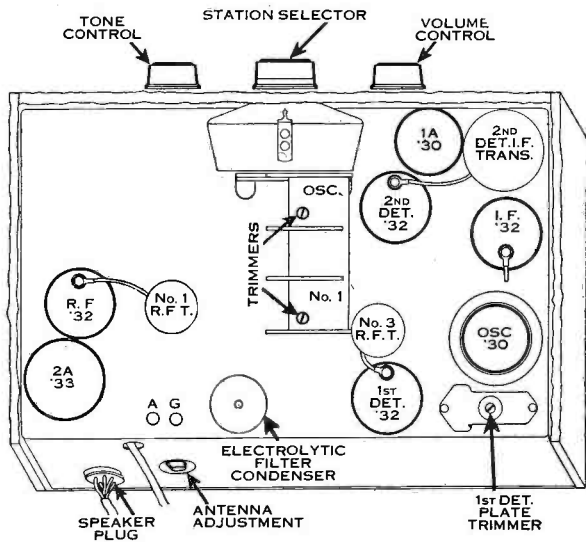 TONE
CONTROL
STATION SELECTOR
VOLUME
CONTROL
1A
'30
2ND
DET. I.F.
TRANS.
OSC.
2ND
DET.
'32
I.F.
'32
TRIMMERS
No. 1
R.F
'32
No. 1
R.F.T.
No. 3
R.F.T.
OSC
'30
2A
'33
A G
1ST
DET.
'32
ELECTROLYTIC
FILTER
CONDENSER
SPEAKER
PLUG
ANTENNA
ADJUSTMENT
1ST DET.
PLATE
TRIMMER